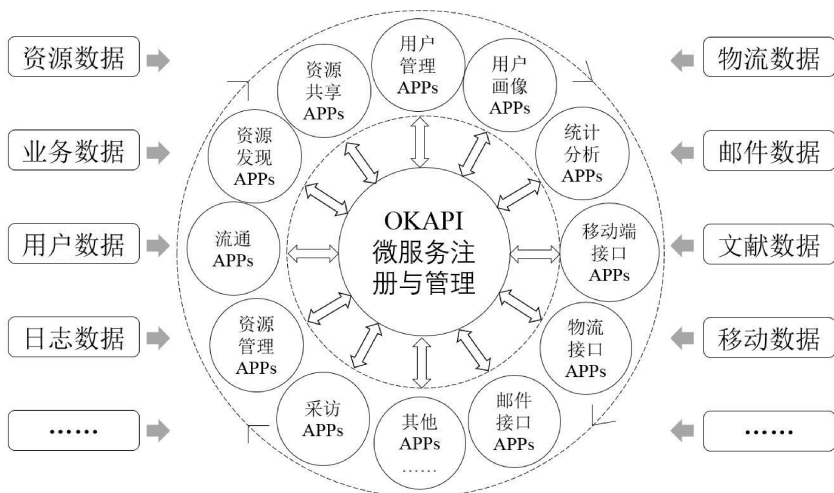 资源数据
业务数据
用户数据
日志数据
……
用户
管理
APPs
用户
画像
APPs
统计
分析
APPs
移动端
接口
APPs
物流
接口
APPs
邮件
接口
APPs
其他
APPs
……
采访
APPs
资源
管理
APPs
流通
APPs
资源
发现
APPs
资源
共享
APPs
OKAPI
微服务注
册与管理
物流数据
邮件数据
文献数据
移动数据
……